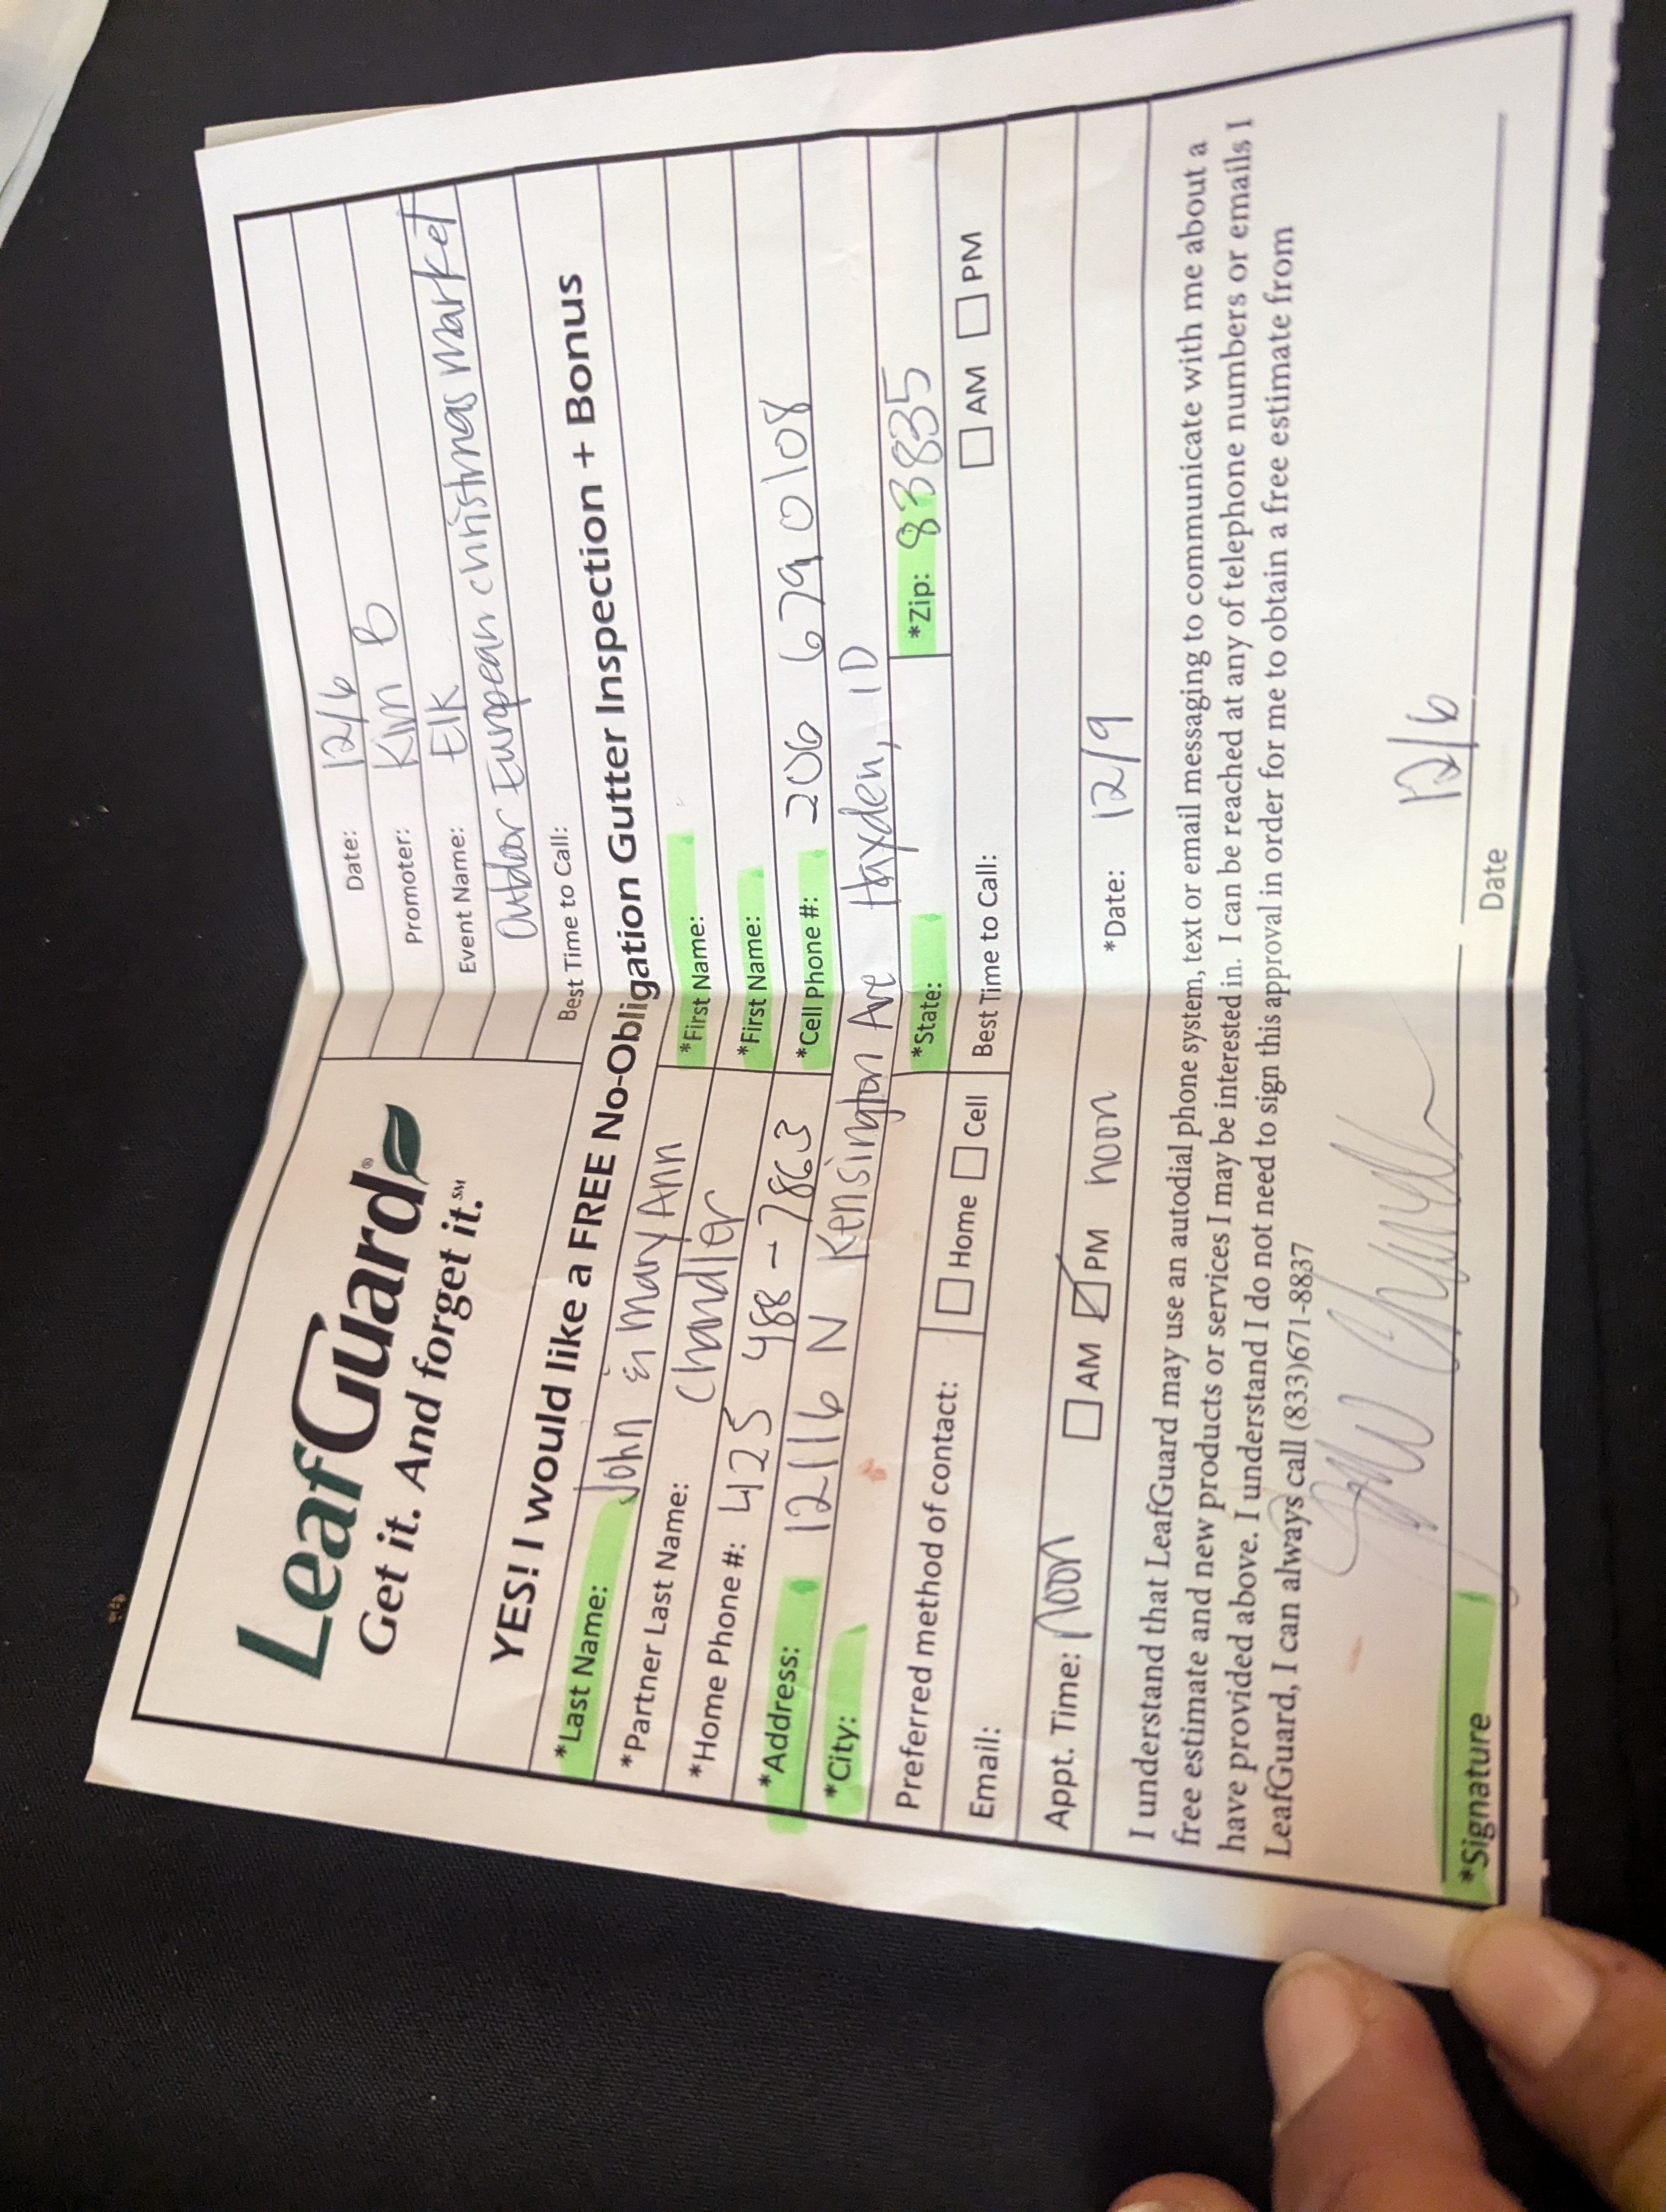 LeafGuard®
Get it. And forget it.℠
Date: 12/6
Promoter: Kim B
Event Name: Elk
Outdoor European christmas market
Best Time to Call:
YES! I would like a FREE No-Obligation Gutter Inspection + Bonus
*Last Name: John & Mary Ann *First Name:
*Partner Last Name: Chandler *First Name:
*Home Phone #: 425 488-7863 *Cell Phone #: 206 679 0108
*Address: 12116 N Kensington Ave Hayden, ID
*City: *State: *Zip: 83835
Preferred method of contact: ☐ Home ☐ Cell Best Time to Call: ☐ AM ☐ PM
Email:
Appt. Time: noon ☐ AM ☑ PM noon *Date: 12/9
I understand that LeafGuard may use an autodial phone system, text or email messaging to communicate with me about a
free estimate and new products or services I may be interested in. I can be reached at any of telephone numbers or emails I
have provided above. I understand I do not need to sign this approval in order for me to obtain a free estimate from
LeafGuard, I can always call (833)671-8837
12/6
*Signature Date